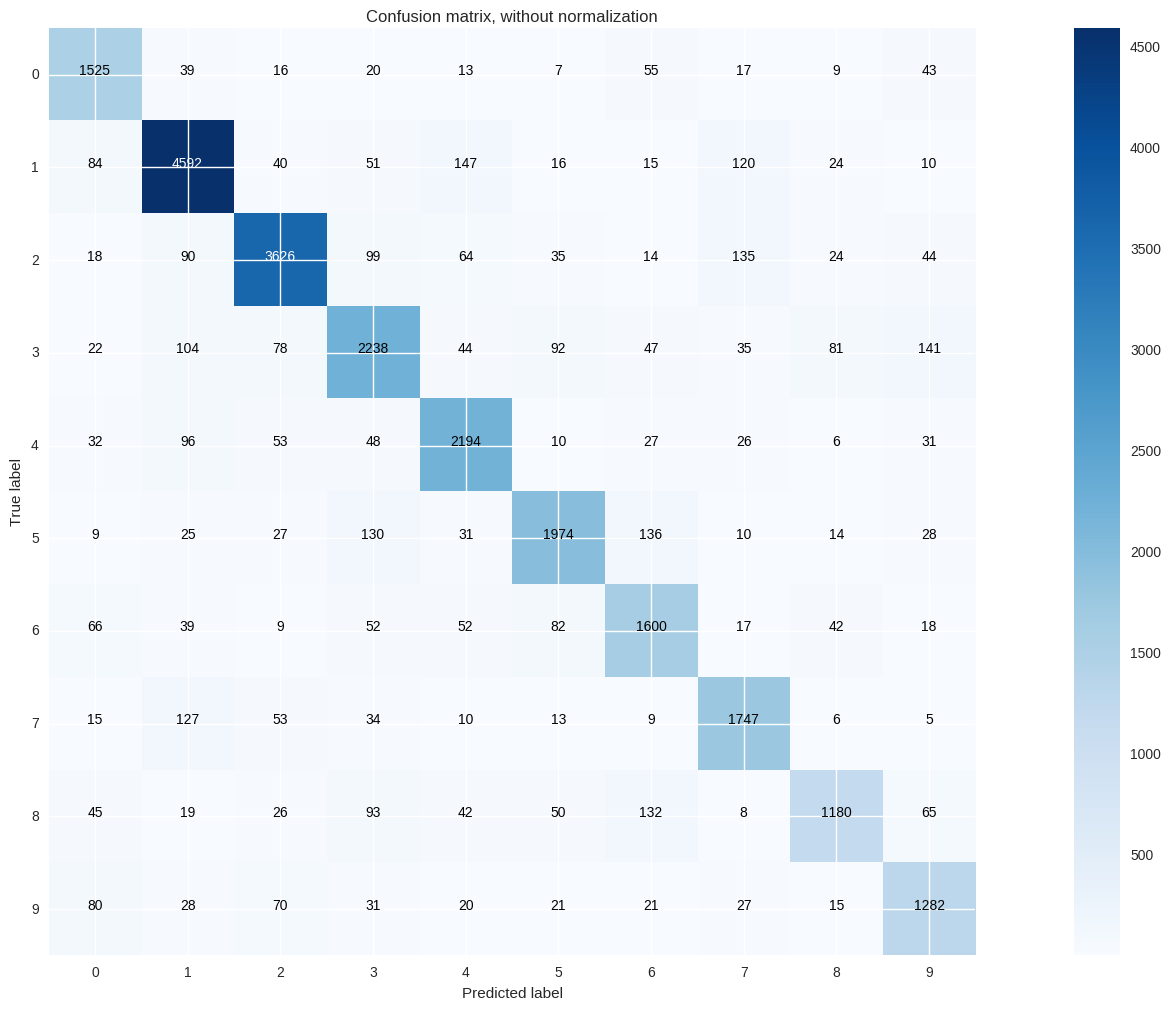 Confusion matrix, without normalization
0 1525 39 16 20 13 7 55 17 9 43
1 84 4592 40 51 147 16 15 120 24 10
2 18 90 3626 99 64 35 14 135 24 44
3 22 104 78 2238 44 92 47 35 81 141
4 32 96 53 48 2194 10 27 26 6 31
5 9 25 27 130 31 1974 136 10 14 28
6 66 39 9 52 52 82 1600 17 42 18
7 15 127 53 34 10 13 9 1747 6 5
8 45 19 26 93 42 50 132 8 1180 65
9 80 28 70 31 20 21 21 27 15 1282
0 1 2 3 4 5 6 7 8 9
Predicted label
True label
4500
4000
3500
3000
2500
2000
1500
1000
500